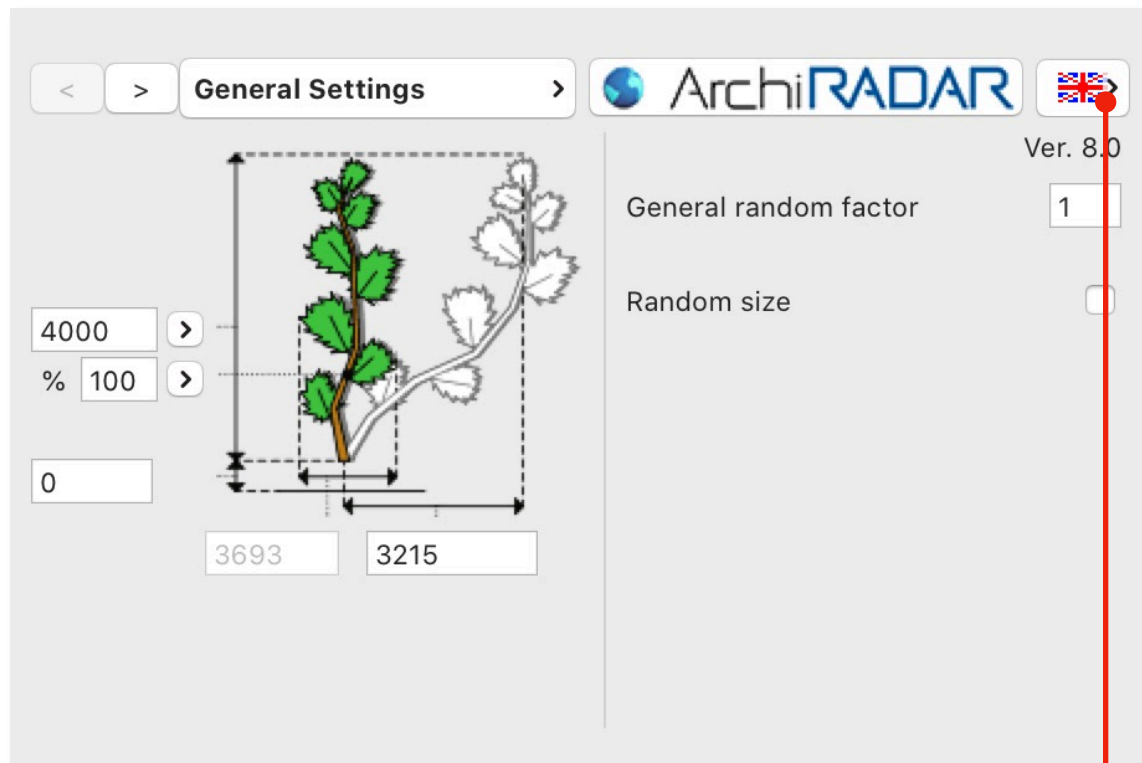 < > General Settings > ArchiRADAR >
Ver. 8.0
General random factor 1
Random size
4000 >
% 100 >
0
3693 3215